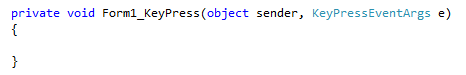 private void Form1_KeyPress(object sender, KeyPressEventArgs e)
{
}